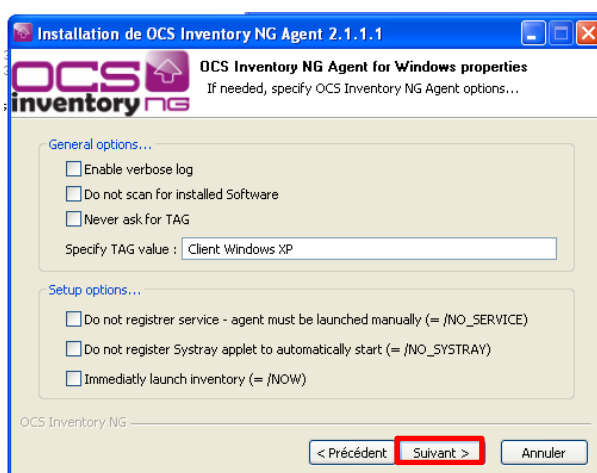 Installation de OCS Inventory NG Agent 2.1.1.1
OCS inventory NG
OCS Inventory NG Agent for Windows properties
If needed, specify OCS Inventory NG Agent options...
General options...
Enable verbose log
Do not scan for installed Software
Never ask for TAG
Specify TAG value : Client Windows XP
Setup options...
Do not registrer service - agent must be launched manually (= /NO_SERVICE)
Do not register Systray applet to automatically start (= /NO_SYSTRAY)
Immediatly launch inventory (= /NOW)
OCS Inventory NG
< Précédent Suivant > Annuler